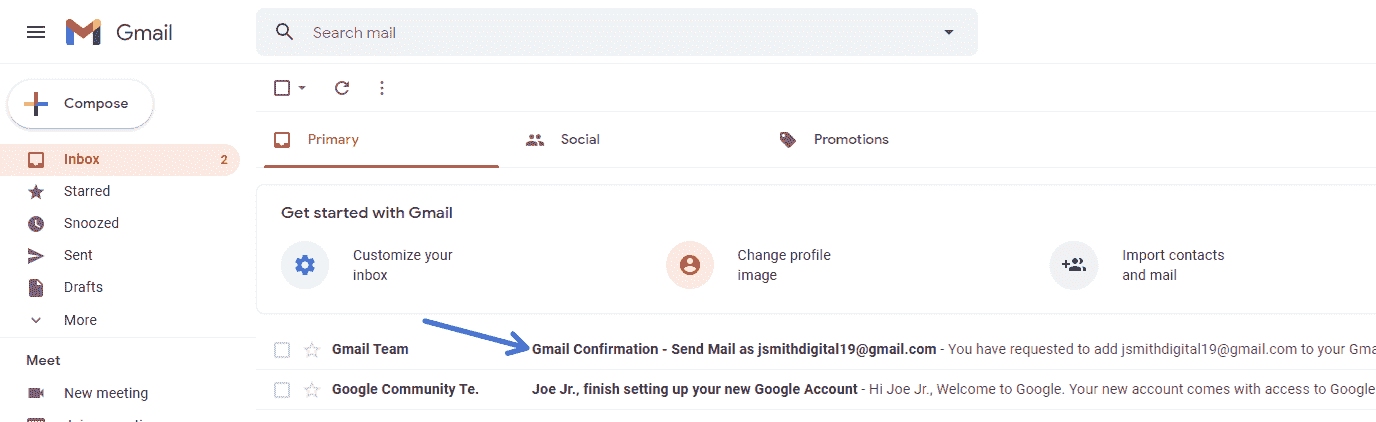 Gmail
Search mail
Compose
Primary
Social
Promotions
Inbox 2
Starred
Snoozed
Sent
Drafts
More
Get started with Gmail
Customize your
inbox
Change profile
image
Import contacts
and mail
Gmail Team Gmail Confirmation - Send Mail as jsmithdigital19@gmail.com - You have requested to add jsmithdigital19@gmail.com to your Gma
Google Community Te. Joe Jr., finish setting up your new Google Account - Hi Joe Jr., Welcome to Google. Your new account comes with access to Google
Meet
New meeting